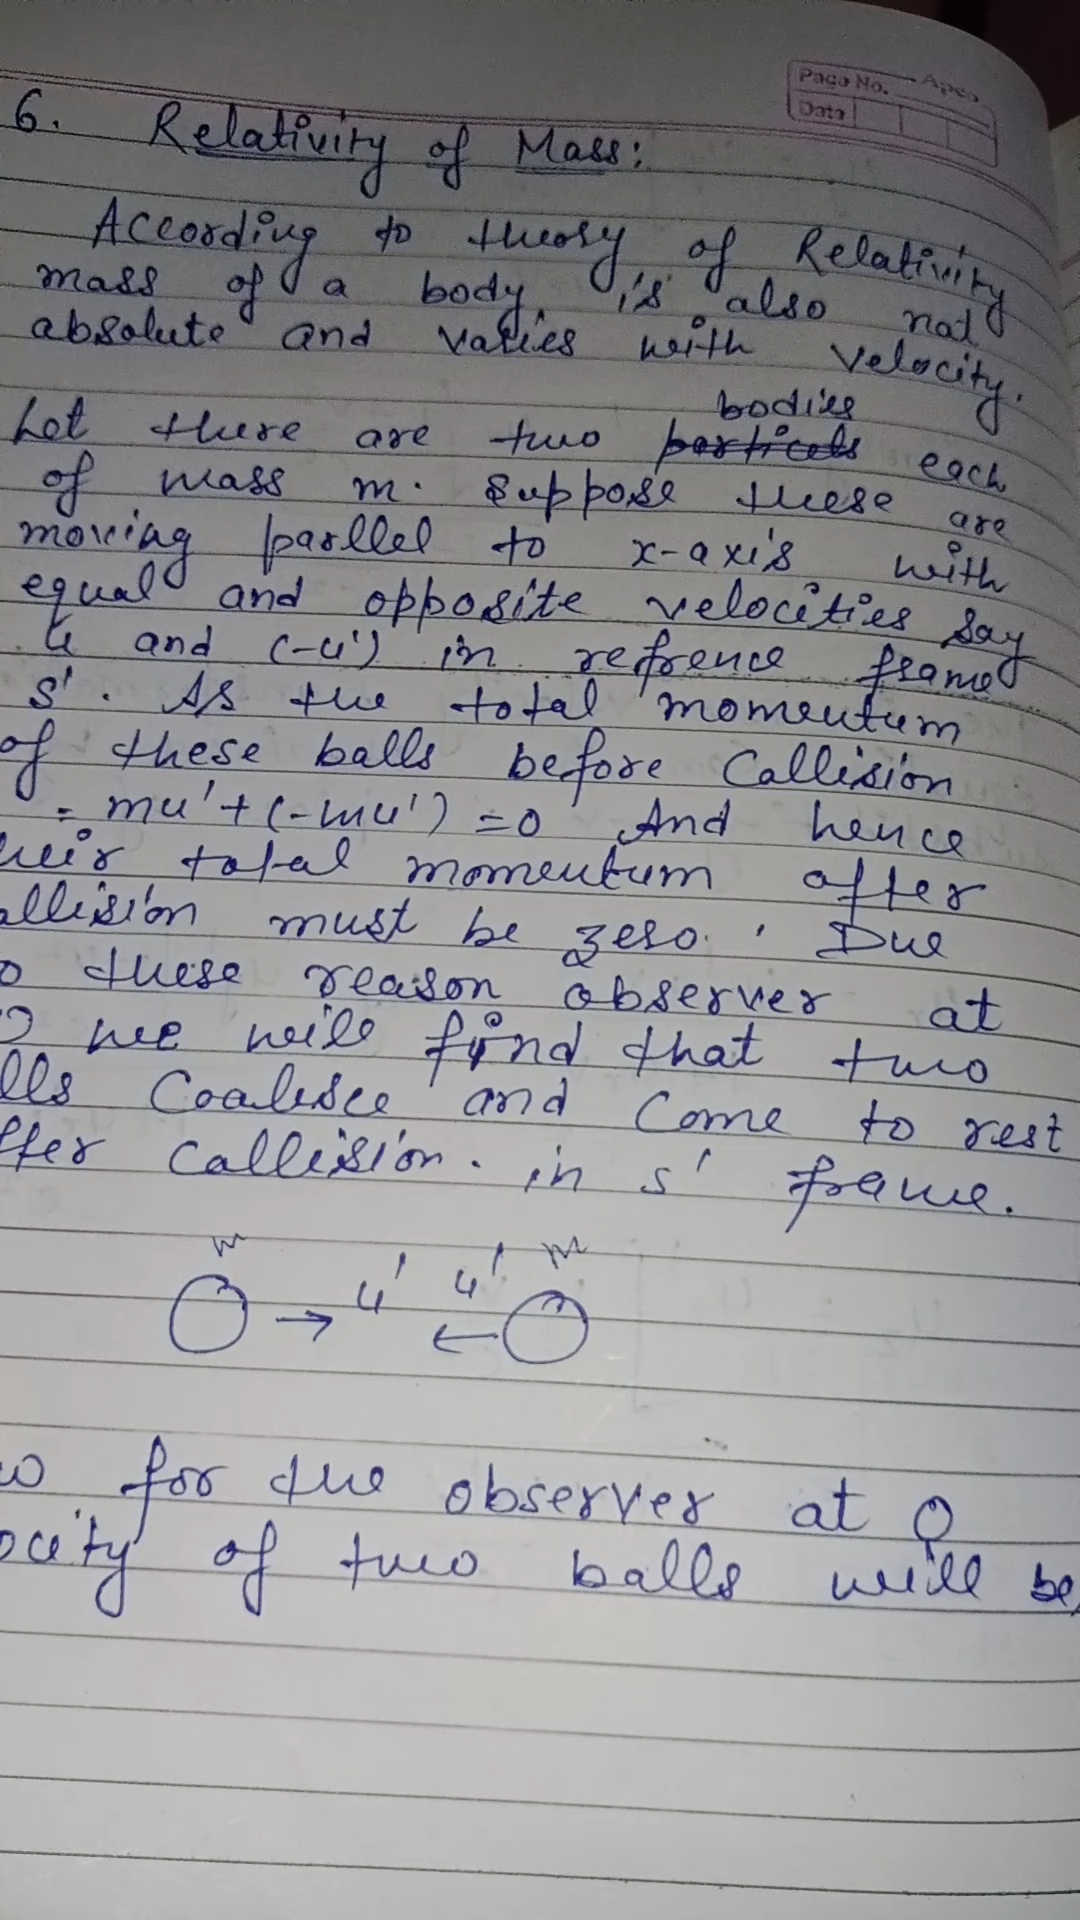 Page No.
Apex
Date
6. Relativity of Mass:
According to theory of Relativity
mass of a body is also not
absolute and varies with velocity.
Let there are two bodies each
of mass m. Suppose these are
moving parllel to x-axis with
equal and opposite velocities say
u and (-u') in refrence frame
s'. As the total momentum
of these balls before Collision
= mu' + (-mu') = 0 And hence
heir total momentum after
ollision must be zero. Due
o these reason observer at
we will find that two
lls Coalesce and Come to rest
fter Collision. in s' frame.
m m
u' u'
w for the observer at O
ocity of two balls will be,